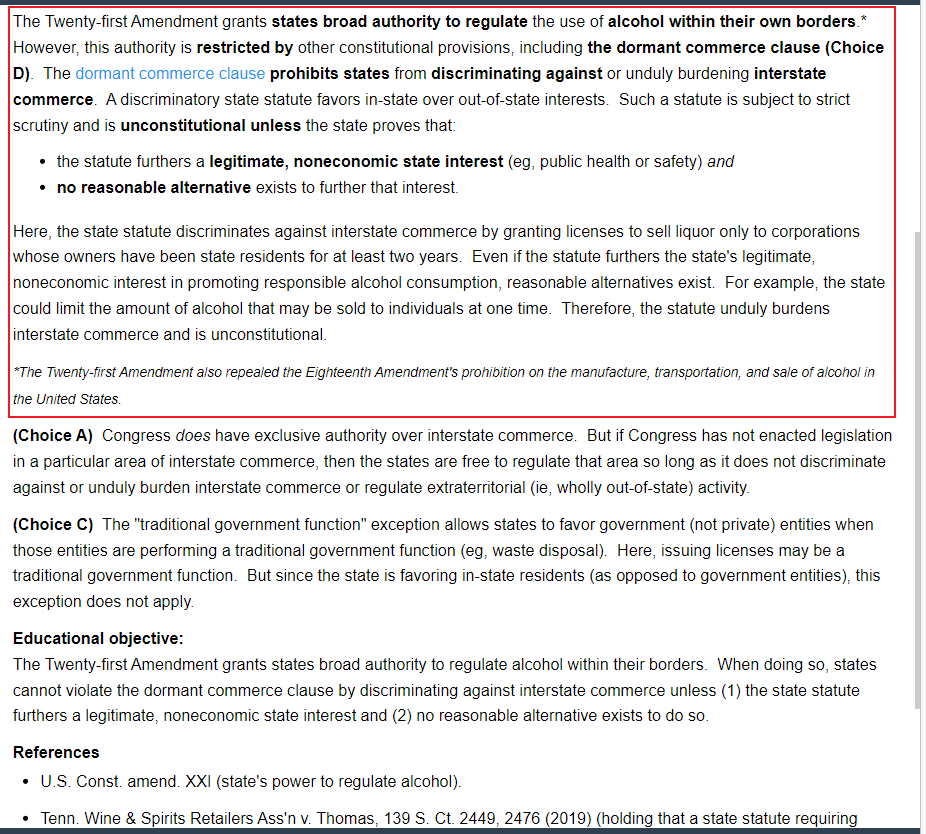 The Twenty-first Amendment grants states broad authority to regulate the use of alcohol within their own borders.*
However, this authority is restricted by other constitutional provisions, including the dormant commerce clause (Choice
D). The dormant commerce clause prohibits states from discriminating against or unduly burdening interstate
commerce. A discriminatory state statute favors in-state over out-of-state interests. Such a statute is subject to strict
scrutiny and is unconstitutional unless the state proves that:
• the statute furthers a legitimate, noneconomic state interest (eg, public health or safety) and
• no reasonable alternative exists to further that interest.
Here, the state statute discriminates against interstate commerce by granting licenses to sell liquor only to corporations
whose owners have been state residents for at least two years. Even if the statute furthers the state's legitimate,
noneconomic interest in promoting responsible alcohol consumption, reasonable alternatives exist. For example, the state
could limit the amount of alcohol that may be sold to individuals at one time. Therefore, the statute unduly burdens
interstate commerce and is unconstitutional.
*The Twenty-first Amendment also repealed the Eighteenth Amendment's prohibition on the manufacture, transportation, and sale of alcohol in
the United States.
(Choice A) Congress does have exclusive authority over interstate commerce. But if Congress has not enacted legislation
in a particular area of interstate commerce, then the states are free to regulate that area so long as it does not discriminate
against or unduly burden interstate commerce or regulate extraterritorial (ie, wholly out-of-state) activity.
(Choice C) The "traditional government function" exception allows states to favor government (not private) entities when
those entities are performing a traditional government function (eg, waste disposal). Here, issuing licenses may be a
traditional government function. But since the state is favoring in-state residents (as opposed to government entities), this
exception does not apply.
Educational objective:
The Twenty-first Amendment grants states broad authority to regulate alcohol within their borders. When doing so, states
cannot violate the dormant commerce clause by discriminating against interstate commerce unless (1) the state statute
furthers a legitimate, noneconomic state interest and (2) no reasonable alternative exists to do so.
References
• U.S. Const. amend. XXI (state's power to regulate alcohol).
• Tenn. Wine & Spirits Retailers Ass'n v. Thomas, 139 S. Ct. 2449, 2476 (2019) (holding that a state statute requiring